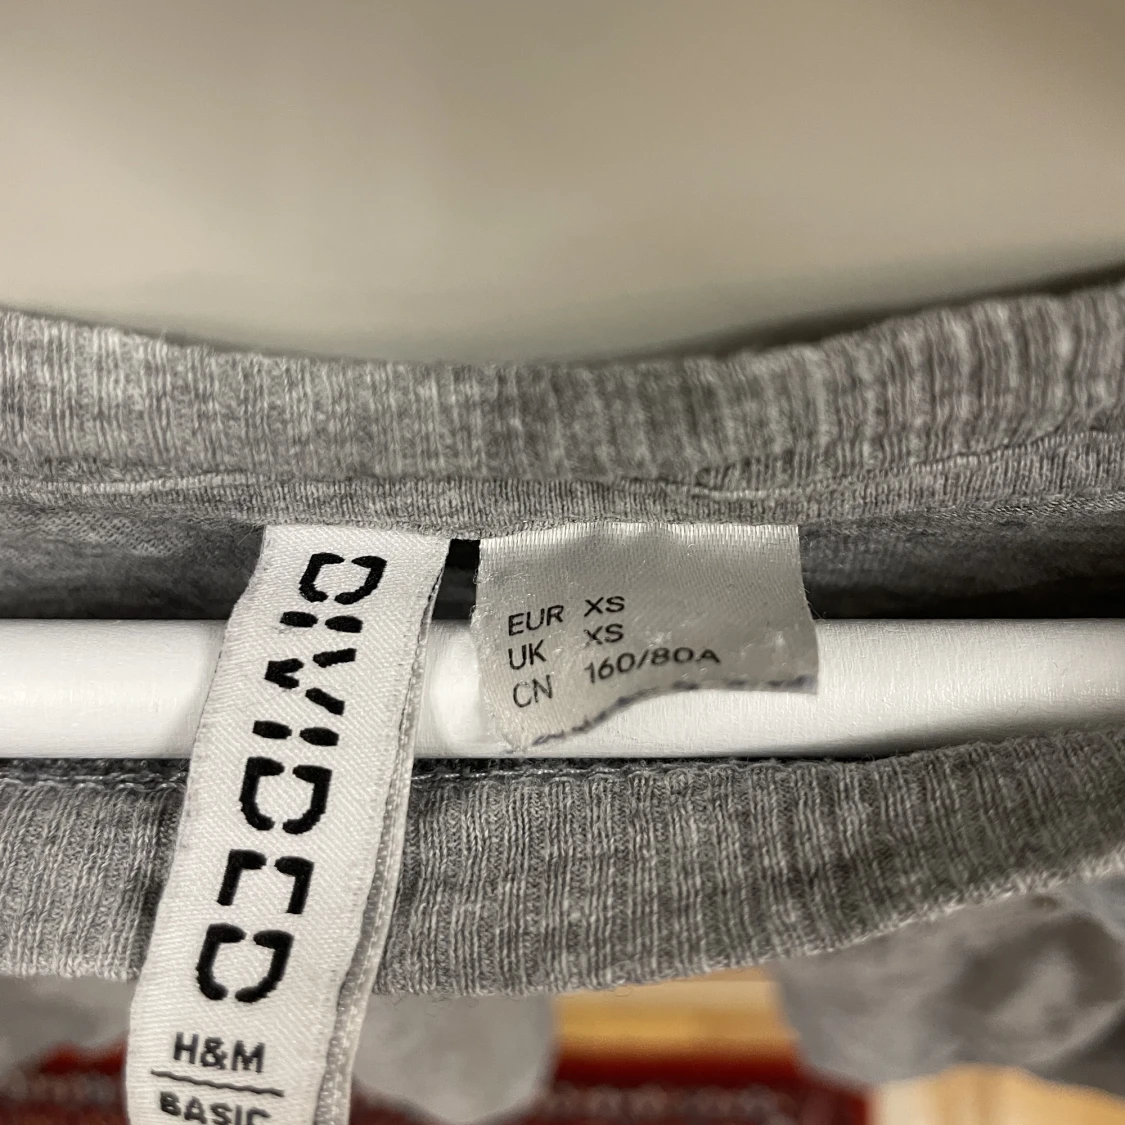 DIVIDED
H&M
BASIC
EUR XS
UK XS
CN 160/80A